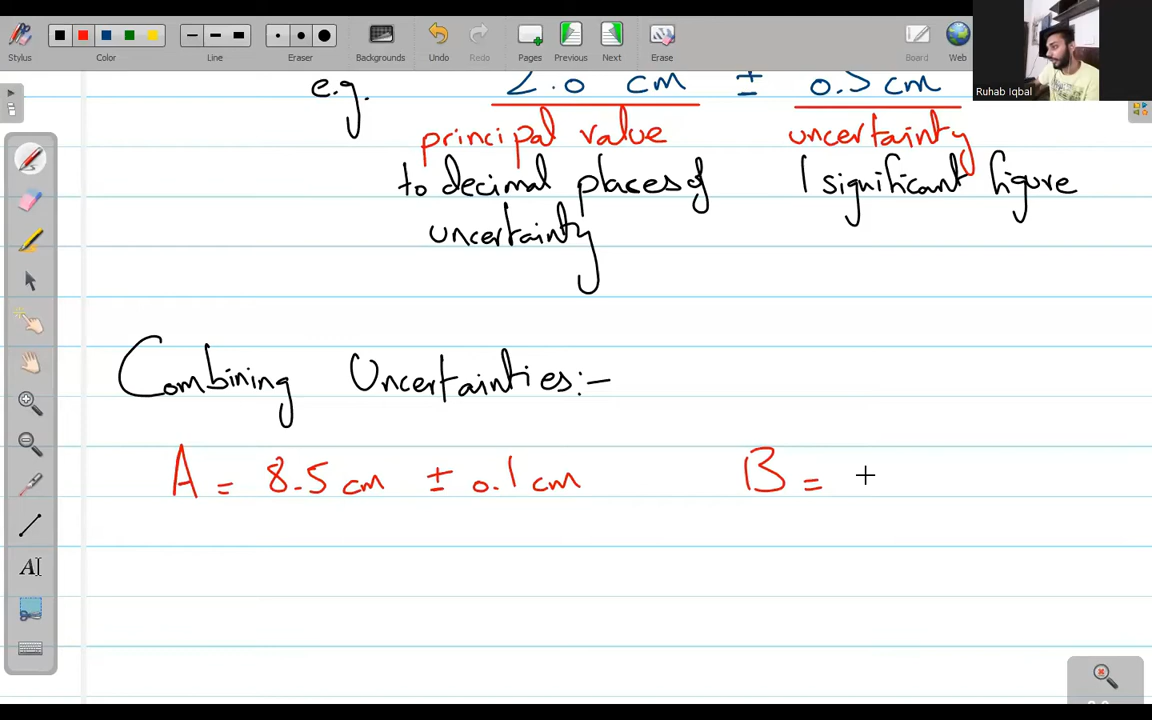 Stylus Color Line Eraser Backgrounds Undo Redo Pages Previous Next Erase Board Web
Ruhab Iqbal
e.g. 2.0 cm ± 0.5 cm
principal value uncertainty
to decimal places of 1 significant figure
uncertainty
Combining Uncertainties:-
A = 8.5 cm ± 0.1 cm B =